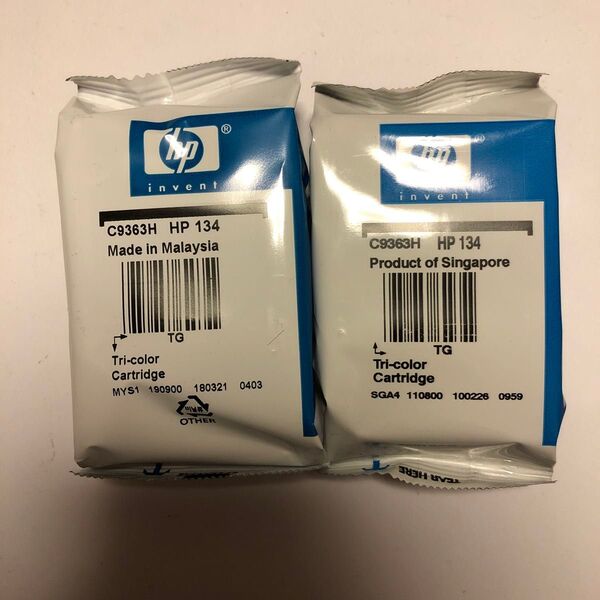 hp ®
invent
C9363H HP 134
Made in Malaysia
TG
Tri-color
Cartridge
MYS1 190900 180321 0403
OTHER
hp ®
invent
C9363H HP 134
Product of Singapore
TG
Tri-color
Cartridge
SGA4 110800 100226 0959
TEAR HERE